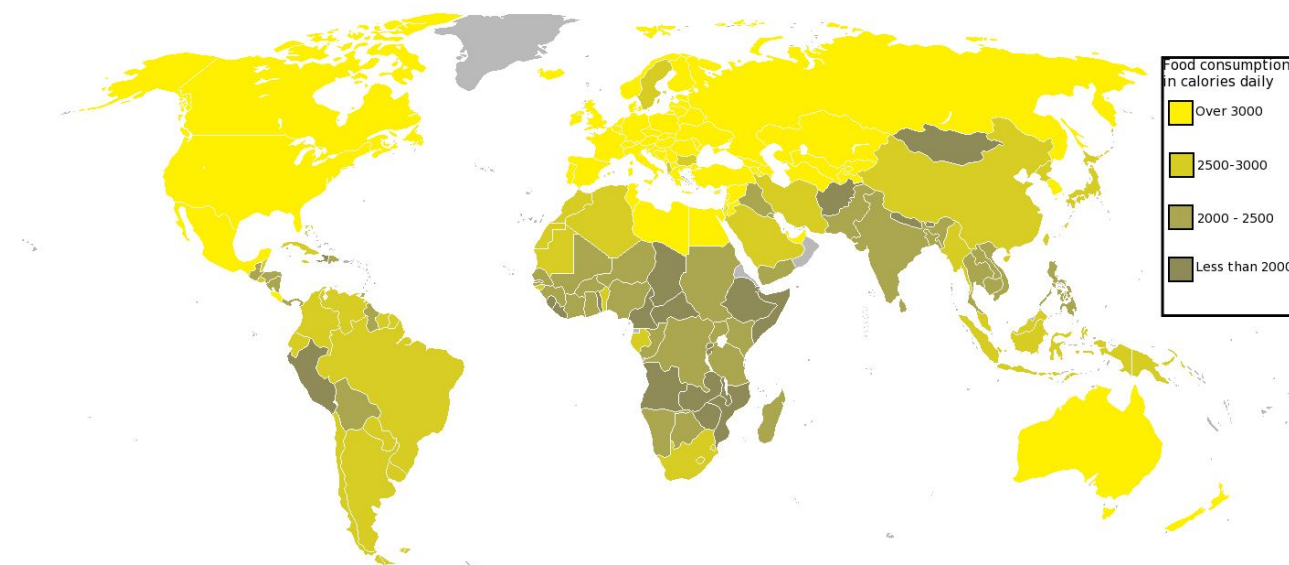 Food consumption
in calories daily
Over 3000
2500-3000
2000 - 2500
Less than 2000